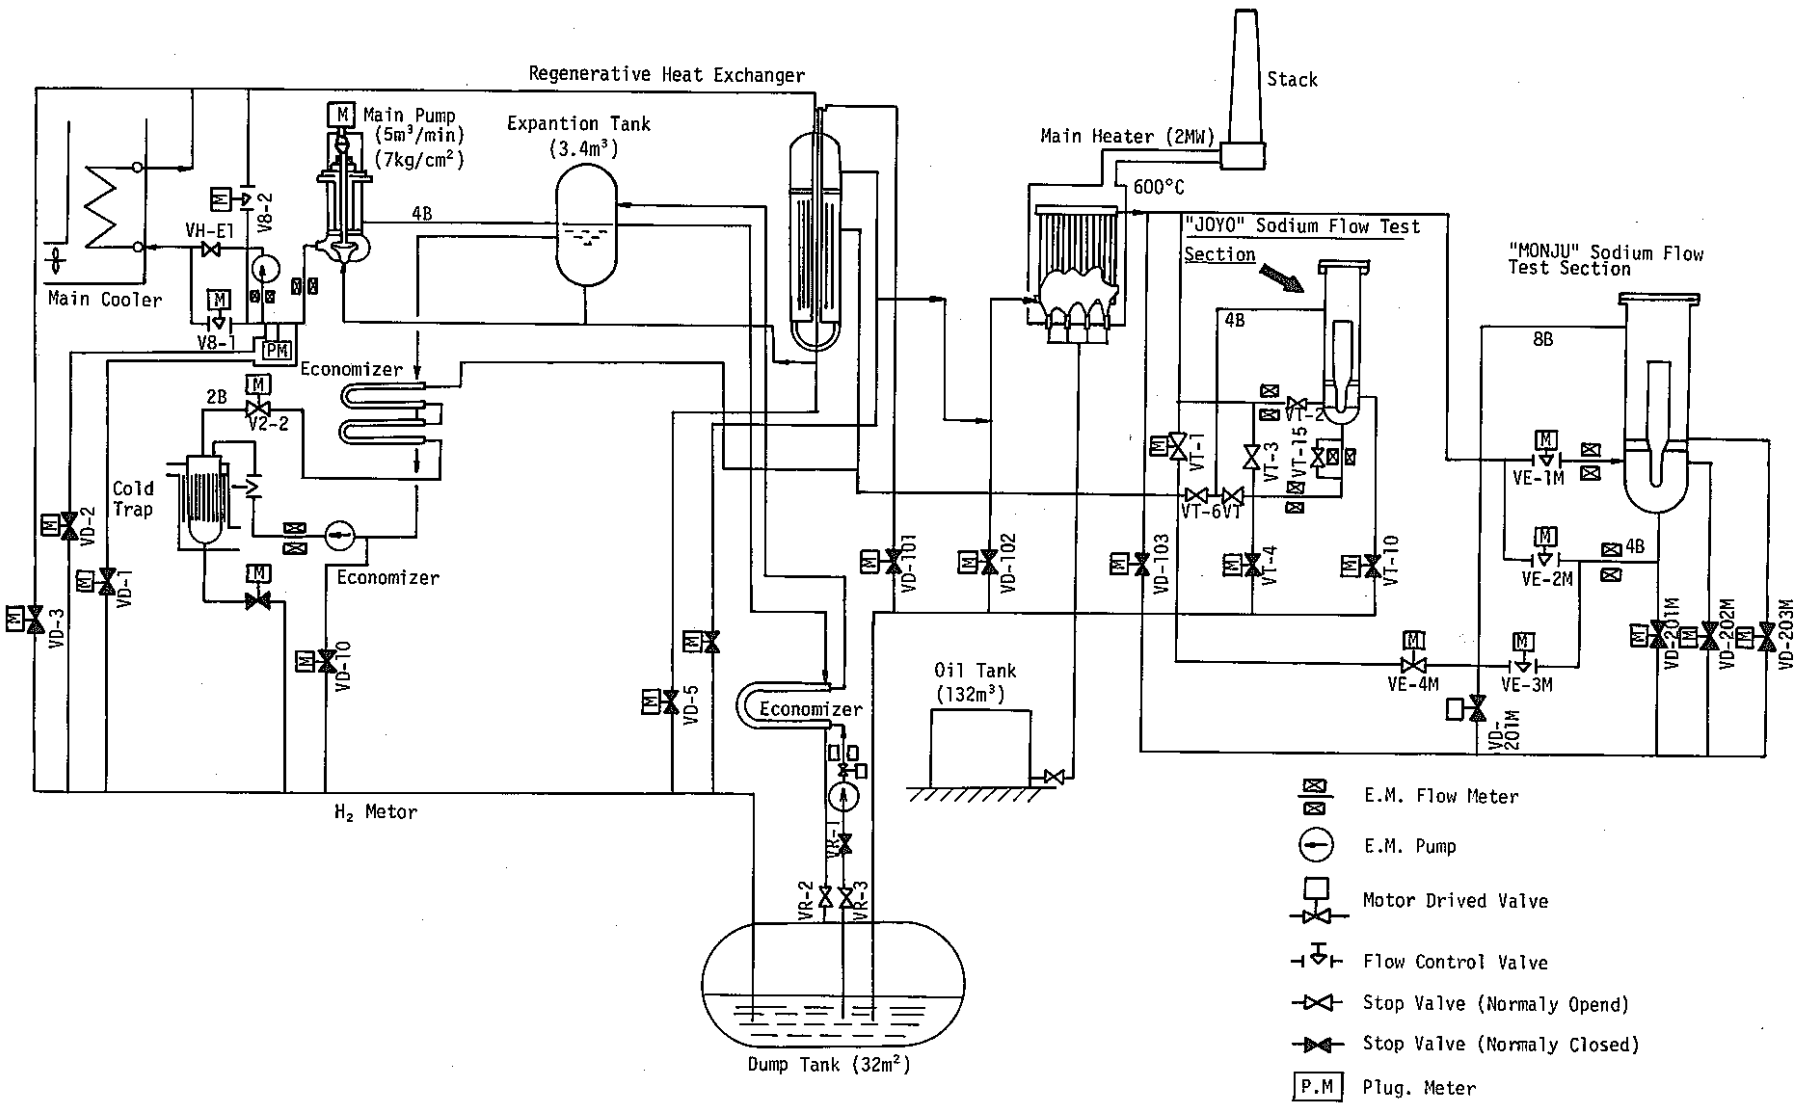 Regenerative Heat Exchanger
Stack
M
Main Pump
(5m³/min)
(7kg/cm²)
Expantion Tank
(3.4m³)
Main Heater (2MW)
600°C
"JOYO" Sodium Flow Test
Section
"MONJU" Sodium Flow
Test Section
M
V8-2
4B
VH-E1
Main Cooler
M
V8-1
PM
4B
8B
Economizer
2B
M
V2-2
VT-2
M
VT-1
VT-3
VT-15
M
VE-1M
Cold
Trap
VT-6
VT
M
VD-2
M
VD-101
M
VD-102
M
VD-103
M
VT-4
M
VT-10
M
VE-2M
4B
M
VD-1
M
Economizer
M
VD-3
M
VD-10
M
M
VD-5
M
VE-4M
M
VE-3M
M
VD-201M
M
VD-202M
M
VD-203M
Economizer
Oil Tank
(132m³)
VD-
201M
H₂ Motor
VR-1
VR-2
VR-3
Dump Tank (32m²)
E.M. Flow Meter
E.M. Pump
Motor Drived Valve
Flow Control Valve
Stop Valve (Normaly Opend)
Stop Valve (Normaly Closed)
P.M
Plug. Meter